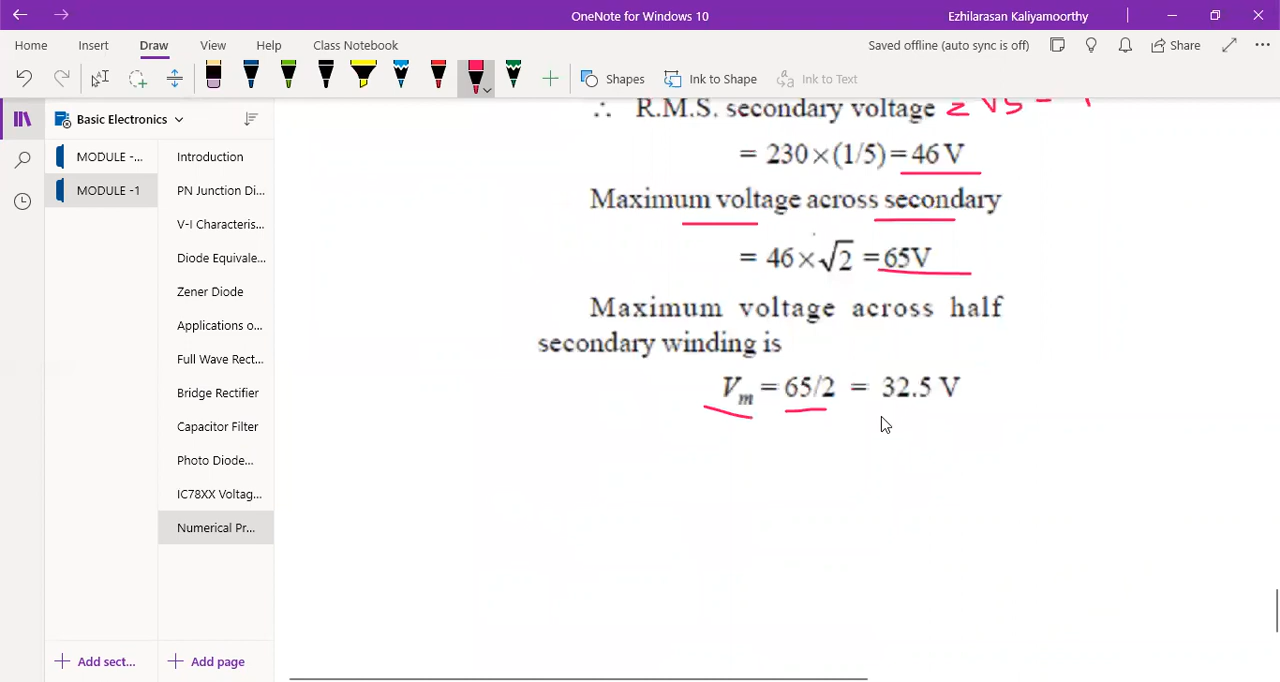 OneNote for Windows 10
Ezhilarasan Kaliyamoorthy
Home Insert Draw View Help Class Notebook
Saved offline (auto sync is off) Share
Shapes Ink to Shape Ink to Text
Basic Electronics
MODULE -...
MODULE -1
Introduction
PN Junction Di...
V-I Characteris...
Diode Equivale...
Zener Diode
Applications o...
Full Wave Rect...
Bridge Rectifier
Capacitor Filter
Photo Diode...
IC78XX Voltag...
Numerical Pr...
Add sect... Add page
∴ R.M.S. secondary voltage
= 230×(1/5)=46 V
Maximum voltage across secondary
= 46×√2 =65V
Maximum voltage across half
secondary winding is
Vm = 65/2 = 32.5 V